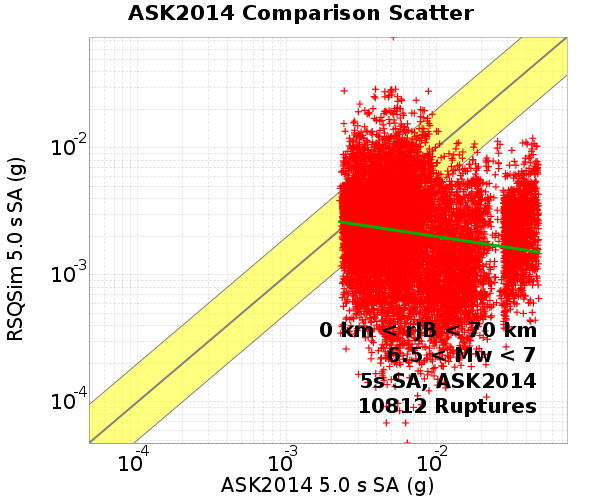 ASK2014 Comparison Scatter
RSQSim 5.0 s SA (g)
10-2
10-3
10-4
0 km < rJB < 70 km
6.5 < Mw < 7
5s SA, ASK2014
10812 Ruptures
10-4 10-3 10-2
ASK2014 5.0 s SA (g)